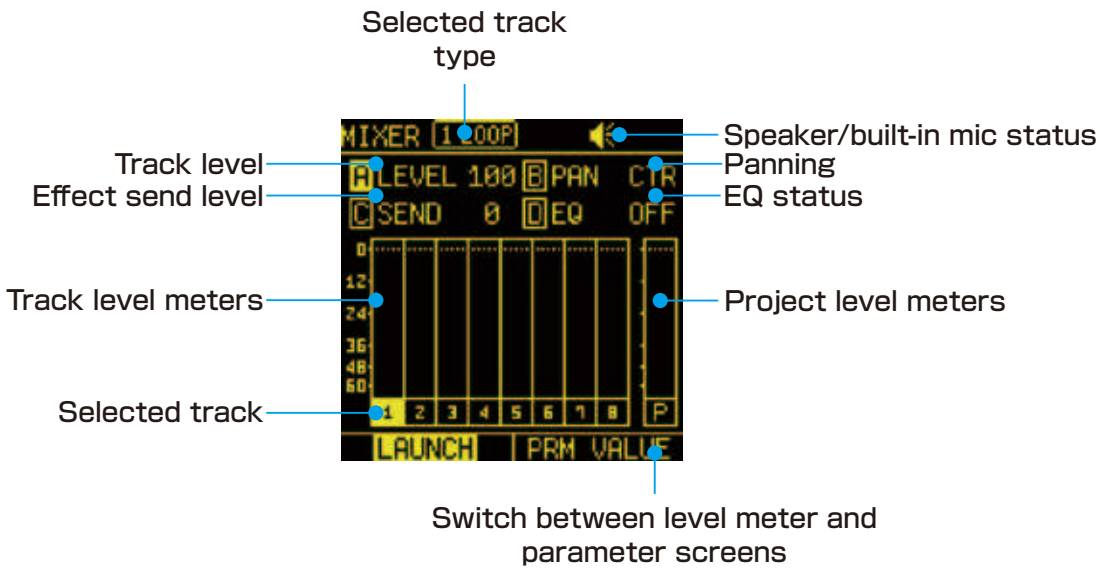 Selected track
type
MIXER 1 OOP
Speaker/built-in mic status
Track level
Panning
A LEVEL 100 B PAN CTR
Effect send level
EQ status
C SEND 0 D EQ OFF
0
12
24
36
48
60
Track level meters
Project level meters
Selected track
1 2 3 4 5 6 7 8 P
LAUNCH PRM VALUE
Switch between level meter and
parameter screens